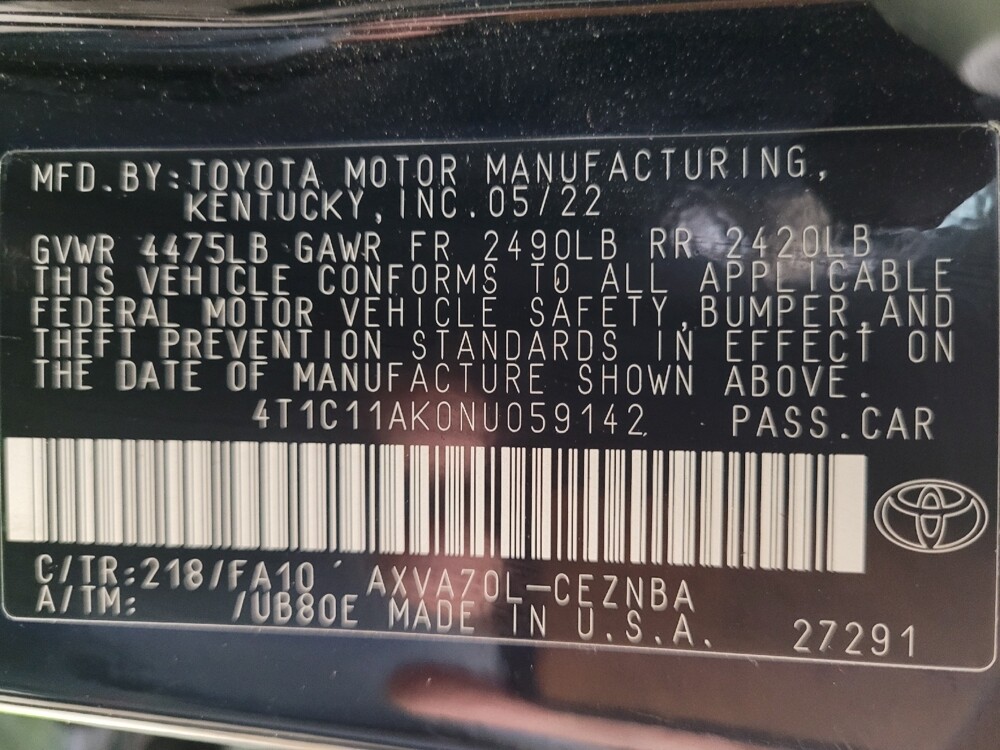 MFD.BY:TOYOTA MOTOR MANUFACTURING,
KENTUCKY,INC.05/22
GVWR 4475LB GAWR FR 2490LB RR 2420LB
THIS VEHICLE CONFORMS TO ALL APPLICABLE
FEDERAL MOTOR VEHICLE SAFETY,BUMPER,AND
THEFT PREVENTION STANDARDS IN EFFECT ON
THE DATE OF MANUFACTURE SHOWN ABOVE.
4T1C11AK0NU059142 PASS.CAR
C/TR:218/FA10 AXVA70L-CEZNBA
A/TM: /UB80E MADE IN U.S.A. 27291